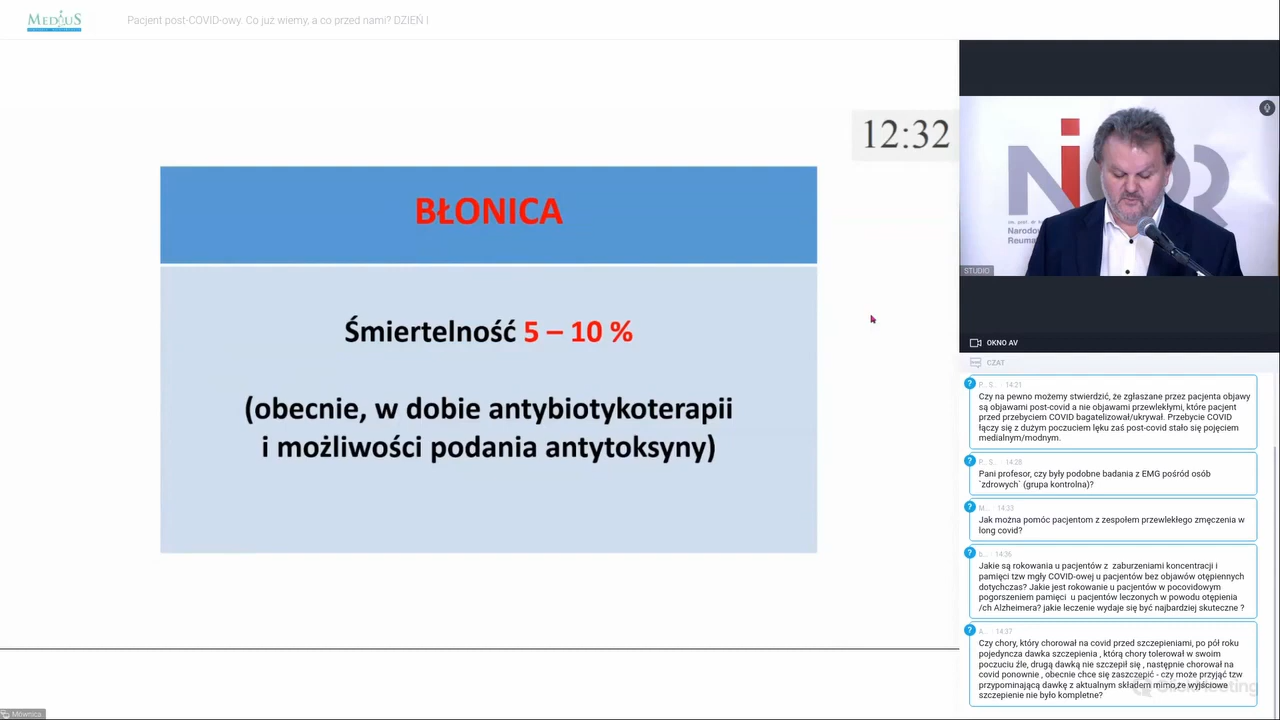 MEDiUS
Pacjent post-COVID-owy. Co już wiemy, a co przed nami? DZIEŃ I
12:32
BŁONICA
Śmiertelność 5 – 10 %
(obecnie, w dobie antybiotykoterapii
i możliwości podania antytoksyny)
Narodo
Reuma
STUDIO
OKNO AV
CZAT
P... S... · 14:21
Czy na pewno możemy stwierdzić, że zgłaszane przez pacjenta objawy
są objawami post-covid a nie objawami przewlekłymi, które pacjent
przed przebyciem COVID bagatelizował/ukrywał. Przebycie COVID
łączy się z dużym poczuciem lęku zaś post-covid stało się pojęciem
medialnym/modnym.
P... S... · 14:28
Pani profesor, czy były podobne badania z EMG pośród osób
`zdrowych` (grupa kontrolna)?
M... · 14:33
Jak można pomóc pacjentom z zespołem przewlekłego zmęczenia w
long covid?
b... · 14:36
Jakie są rokowania u pacjentów z zaburzeniami koncentracji i
pamięci tzw mgły COVID-owej u pacjentów bez objawów otępiennych
dotychczas? Jakie jest rokowanie u pacjentów w pocovidowym
pogorszeniem pamięci u pacjentów leczonych w powodu otępienia
/ch Alzheimera? jakie leczenie wydaje się być najbardziej skuteczne ?
A... · 14:37
Czy chory, który chorował na covid przed szczepieniami, po pół roku
pojedyncza dawka szczepienia , którą chory tolerował w swoim
poczuciu źle, drugą dawką nie szczepił się , następnie chorował na
covid ponownie , obecnie chce się zaszczepić - czy może przyjąć tzw
przypominającą dawkę z aktualnym składem mimo,ze wyjściowe
szczepienie nie było kompletne?
ClickMeeting
Mównica